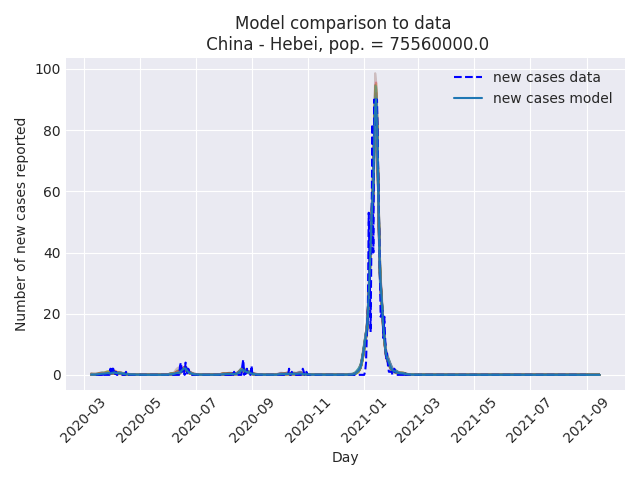 Model comparison to data
China - Hebei, pop. = 75560000.0
new cases data
new cases model
Number of new cases reported
100
80
60
40
20
0
2020-03
2020-05
2020-07
2020-09
2020-11
2021-01
2021-03
2021-05
2021-07
2021-09
Day